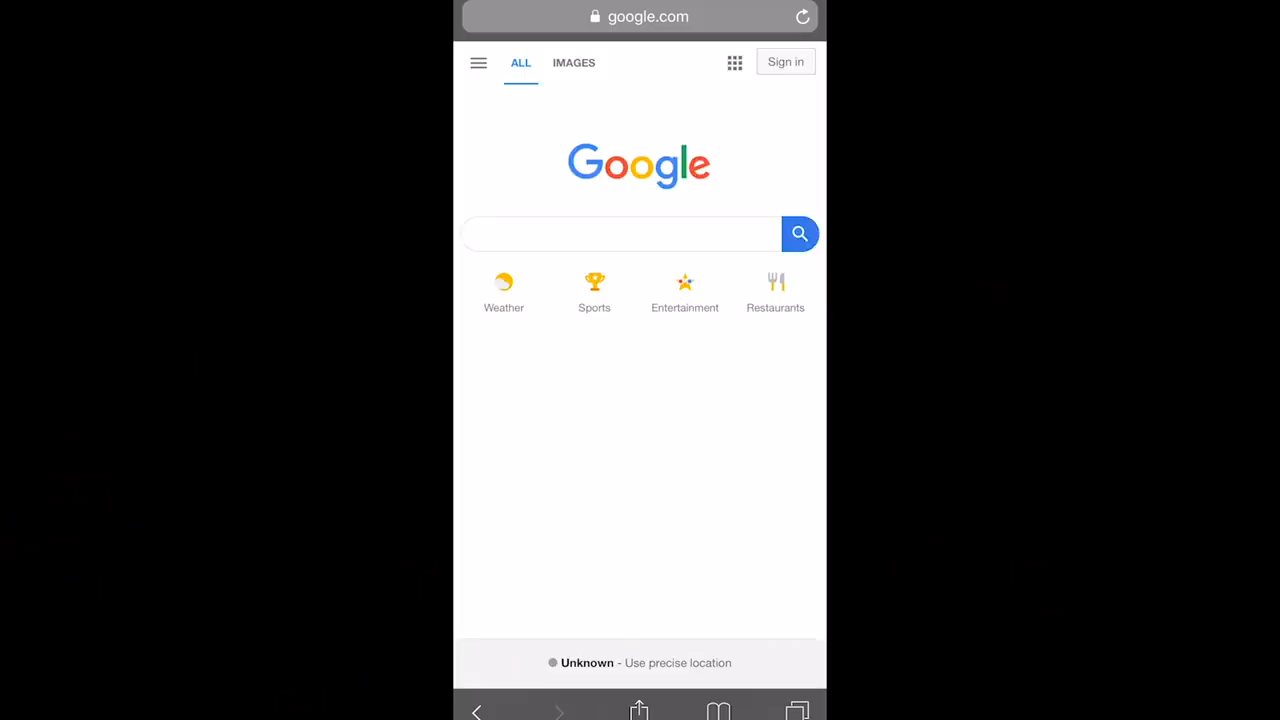 google.com
ALL IMAGES Sign in
Google
Weather Sports Entertainment Restaurants
Unknown - Use precise location